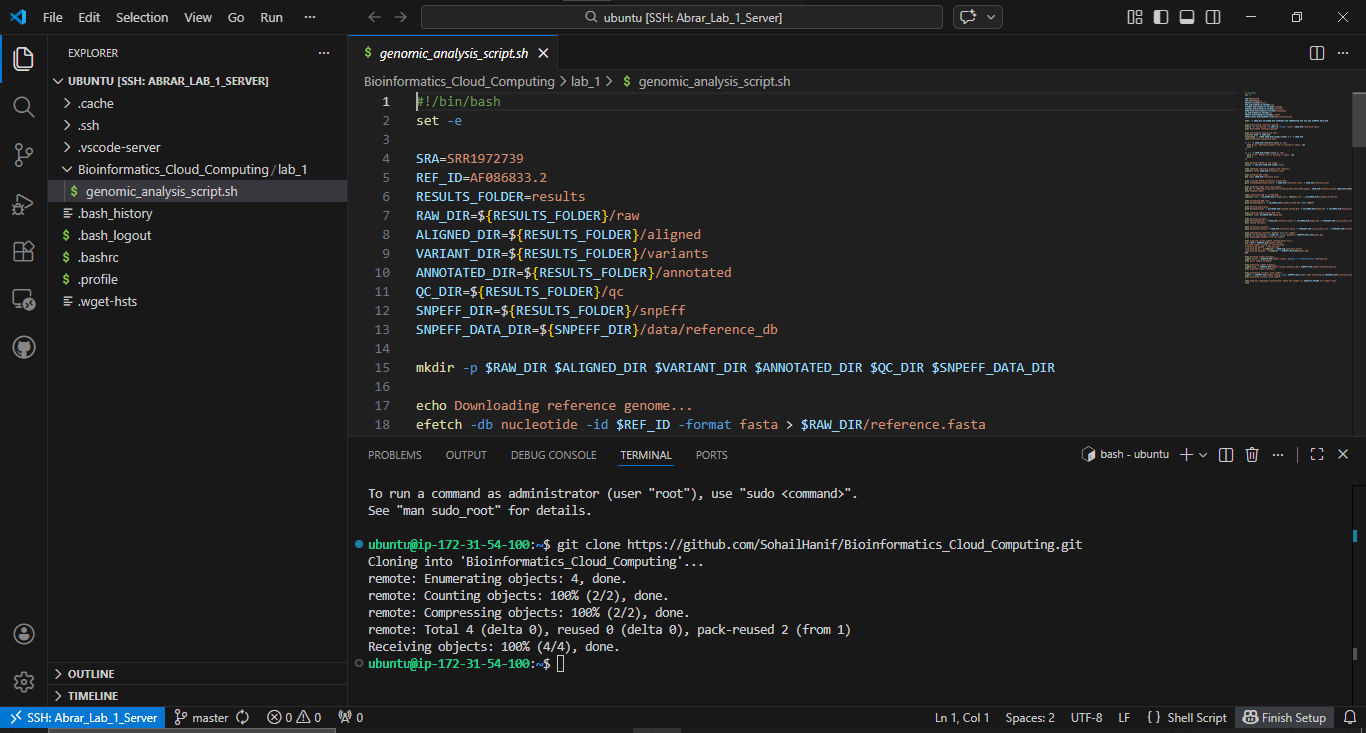 File Edit Selection View Go Run ···
ubuntu [SSH: Abrar_Lab_1_Server]
EXPLORER ···
UBUNTU [SSH: ABRAR_LAB_1_SERVER]
.cache
.ssh
.vscode-server
Bioinformatics_Cloud_Computing / lab_1
$ genomic_analysis_script.sh
.bash_history
$ .bash_logout
$ .bashrc
$ .profile
.wget-hsts
OUTLINE
TIMELINE
$ genomic_analysis_script.sh
Bioinformatics_Cloud_Computing > lab_1 > $ genomic_analysis_script.sh
1 #!/bin/bash
2 set -e
3
4 SRA=SRR1972739
5 REF_ID=AF086833.2
6 RESULTS_FOLDER=results
7 RAW_DIR=${RESULTS_FOLDER}/raw
8 ALIGNED_DIR=${RESULTS_FOLDER}/aligned
9 VARIANT_DIR=${RESULTS_FOLDER}/variants
10 ANNOTATED_DIR=${RESULTS_FOLDER}/annotated
11 QC_DIR=${RESULTS_FOLDER}/qc
12 SNPEFF_DIR=${RESULTS_FOLDER}/snpEff
13 SNPEFF_DATA_DIR=${SNPEFF_DIR}/data/reference_db
14
15 mkdir -p $RAW_DIR $ALIGNED_DIR $VARIANT_DIR $ANNOTATED_DIR $QC_DIR $SNPEFF_DATA_DIR
16
17 echo Downloading reference genome...
18 efetch -db nucleotide -id $REF_ID -format fasta > $RAW_DIR/reference.fasta
PROBLEMS OUTPUT DEBUG CONSOLE TERMINAL PORTS
bash - ubuntu
To run a command as administrator (user "root"), use "sudo <command>".
See "man sudo_root" for details.
ubuntu@ip-172-31-54-100:~$ git clone https://github.com/SohailHanif/Bioinformatics_Cloud_Computing.git
Cloning into 'Bioinformatics_Cloud_Computing'...
remote: Enumerating objects: 4, done.
remote: Counting objects: 100% (2/2), done.
remote: Compressing objects: 100% (2/2), done.
remote: Total 4 (delta 0), reused 0 (delta 0), pack-reused 2 (from 1)
Receiving objects: 100% (4/4), done.
ubuntu@ip-172-31-54-100:~$
SSH: Abrar_Lab_1_Server master 0 0 0 Ln 1, Col 1 Spaces: 2 UTF-8 LF { } Shell Script Finish Setup